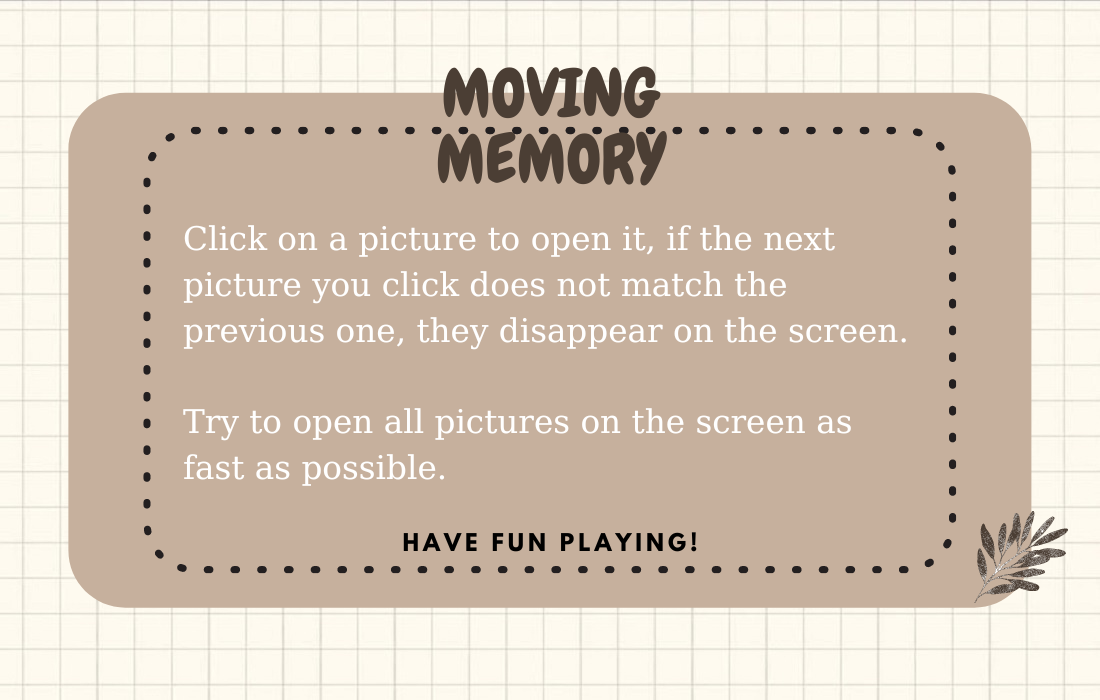 MOVING
MEMORY
Click on a picture to open it, if the next
picture you click does not match the
previous one, they disappear on the screen.
Try to open all pictures on the screen as
fast as possible.
HAVE FUN PLAYING!